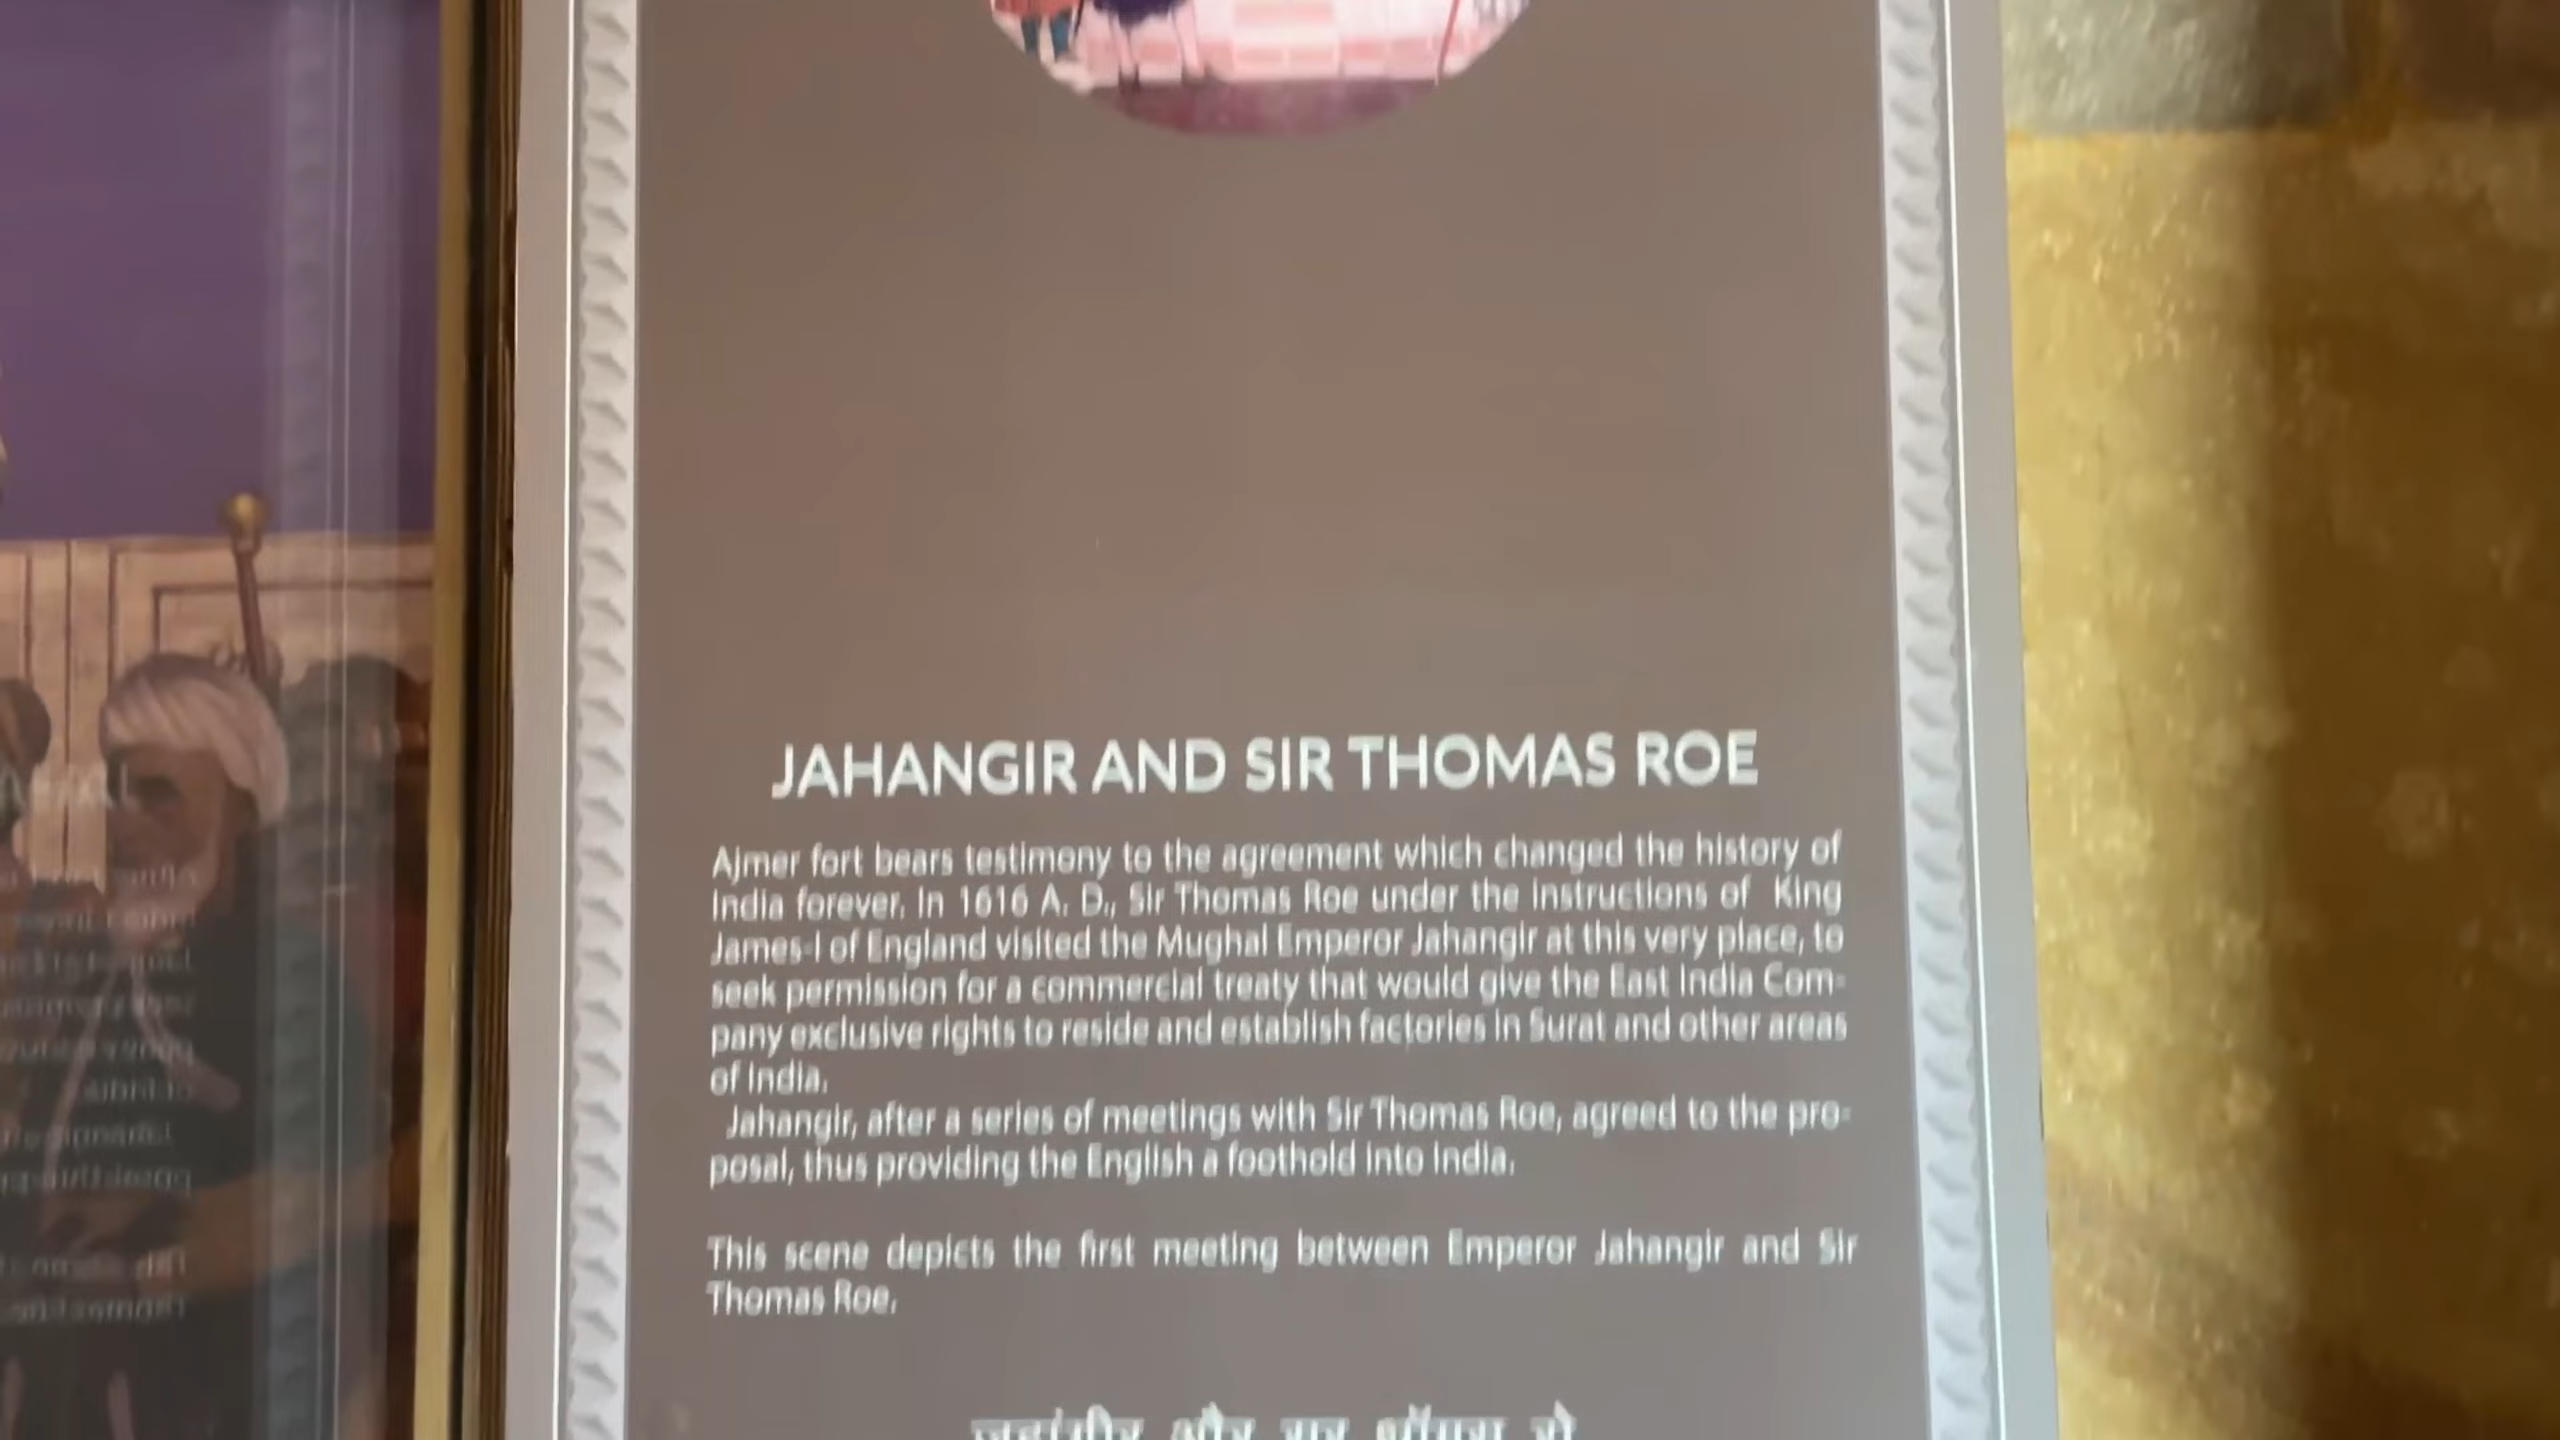 JAHANGIR AND SIR THOMAS ROE
Ajmer fort bears testimony to the agreement which changed the history of
India forever. In 1616 A. D., Sir Thomas Roe under the instructions of King
James-I of England visited the Mughal Emperor Jahangir at this very place, to
seek permission for a commercial treaty that would give the East India Com-
pany exclusive rights to reside and establish factories in Surat and other areas
of India.
Jahangir, after a series of meetings with Sir Thomas Roe, agreed to the pro-
posal, thus providing the English a foothold into India.
This scene depicts the first meeting between Emperor Jahangir and Sir
Thomas Roe.